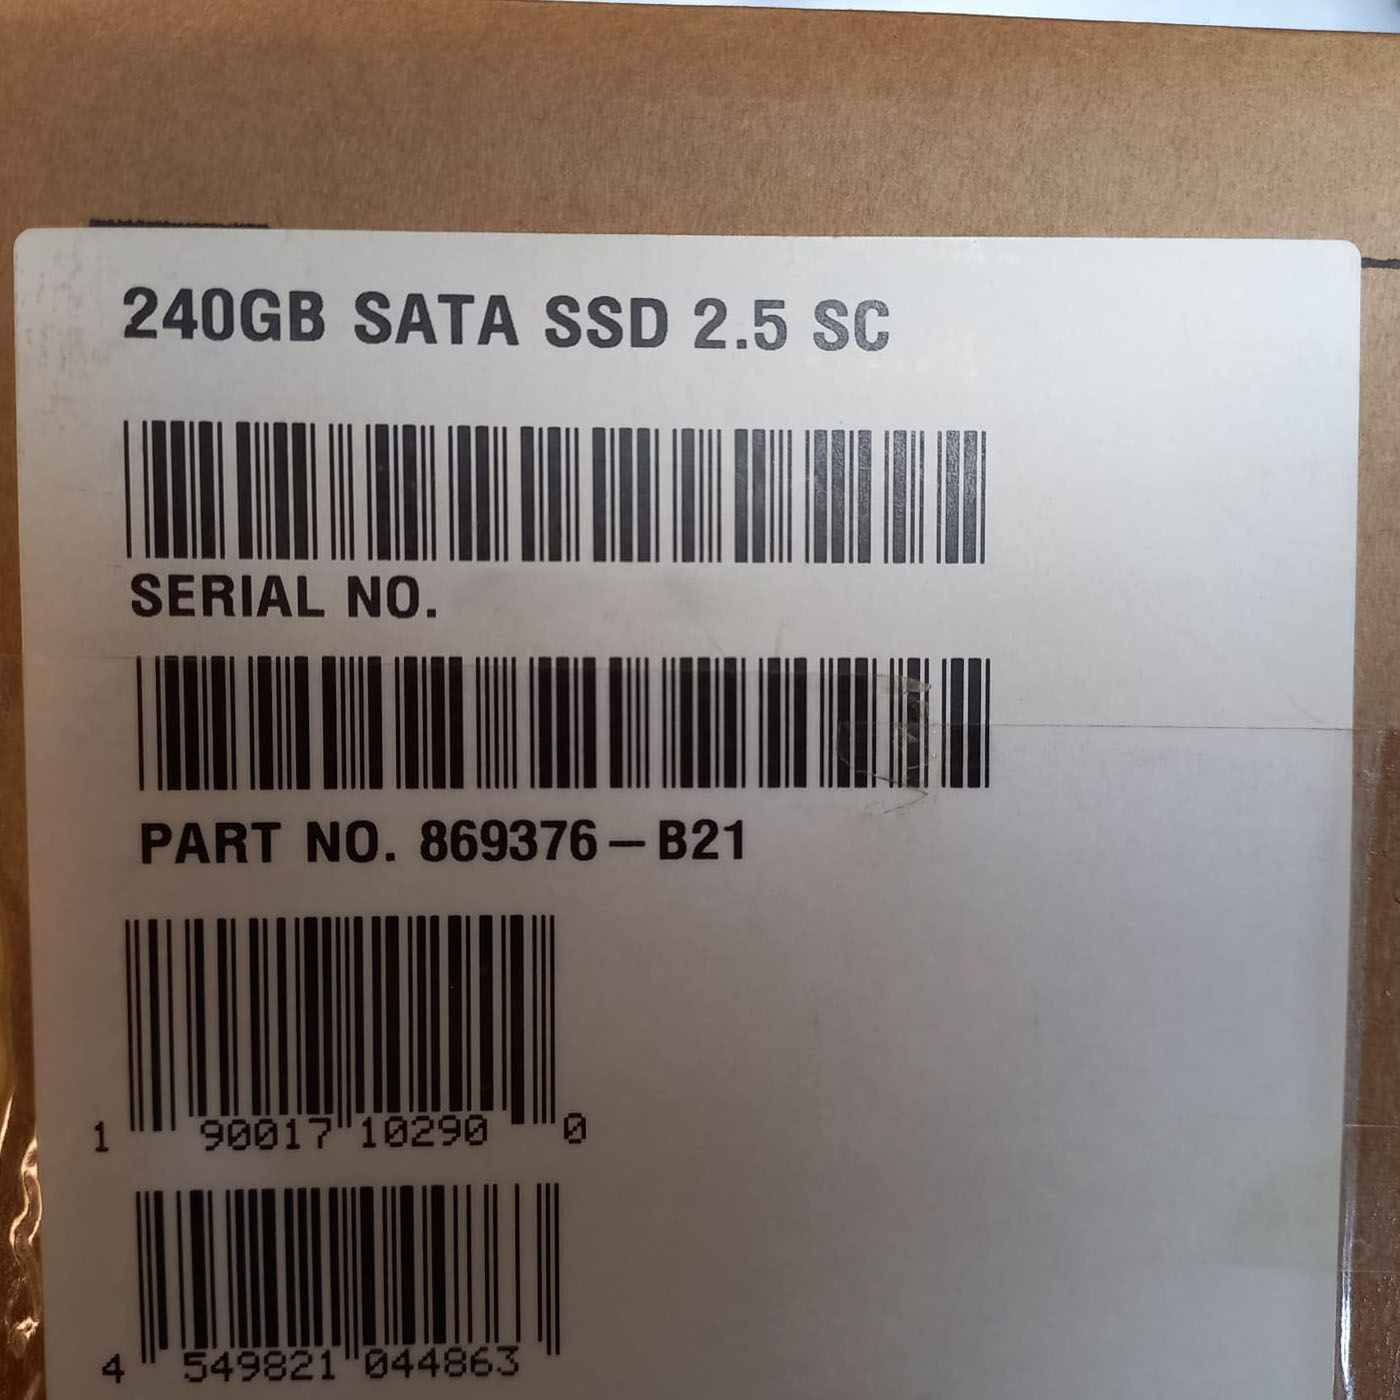 240GB SATA SSD 2.5 SC
SERIAL NO.
PART NO. 869376-B21
1 90017 10290 0
4 549821 044863